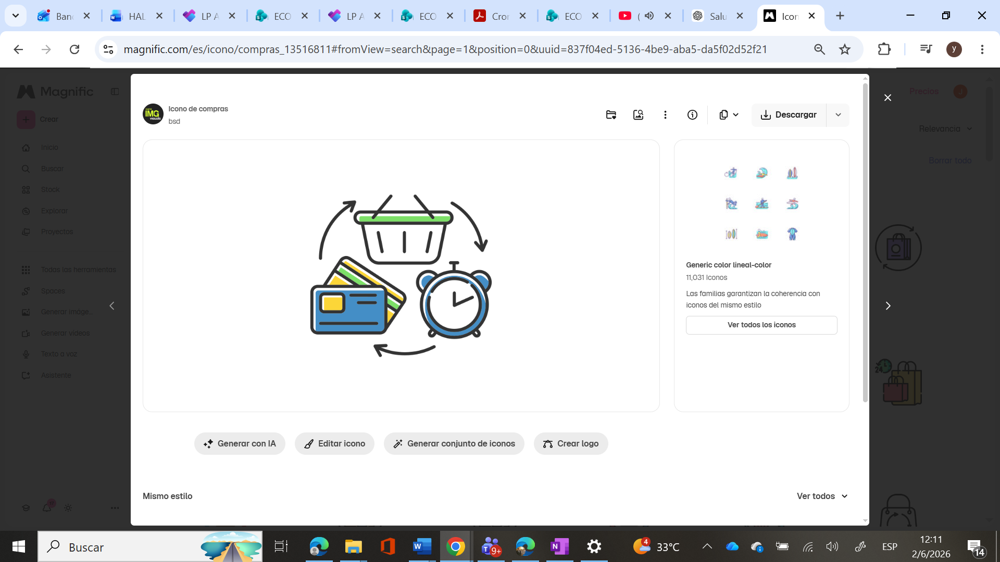 Ban
HAL
LP A
ECO
LP A
ECO
Cror
ECO
(
Salu
Icon
magnific.com/es/icono/compras_13516811#fromView=search&page=1&position=0&uuid=837f04ed-5136-4be9-aba5-da5f02d52f21
y
Magnific
Precios
J
Crear
Inicio
Buscar
Stock
Explorar
Proyectos
Todas las herramientas
Spaces
Generar imáge...
Generar videos
Texto a voz
Asistente
Relevancia
Borrar todo
24
IMG
visuals
Icono de compras
bsd
Descargar
Generic color lineal-color
11,031 Iconos
Las familias garantizan la coherencia con
iconos del mismo estilo
Ver todos los iconos
Generar con IA
Editar icono
Generar conjunto de iconos
Crear logo
Mismo estilo
Ver todos
Buscar
9+
4
33°C
ESP
12:11
2/6/2026
14